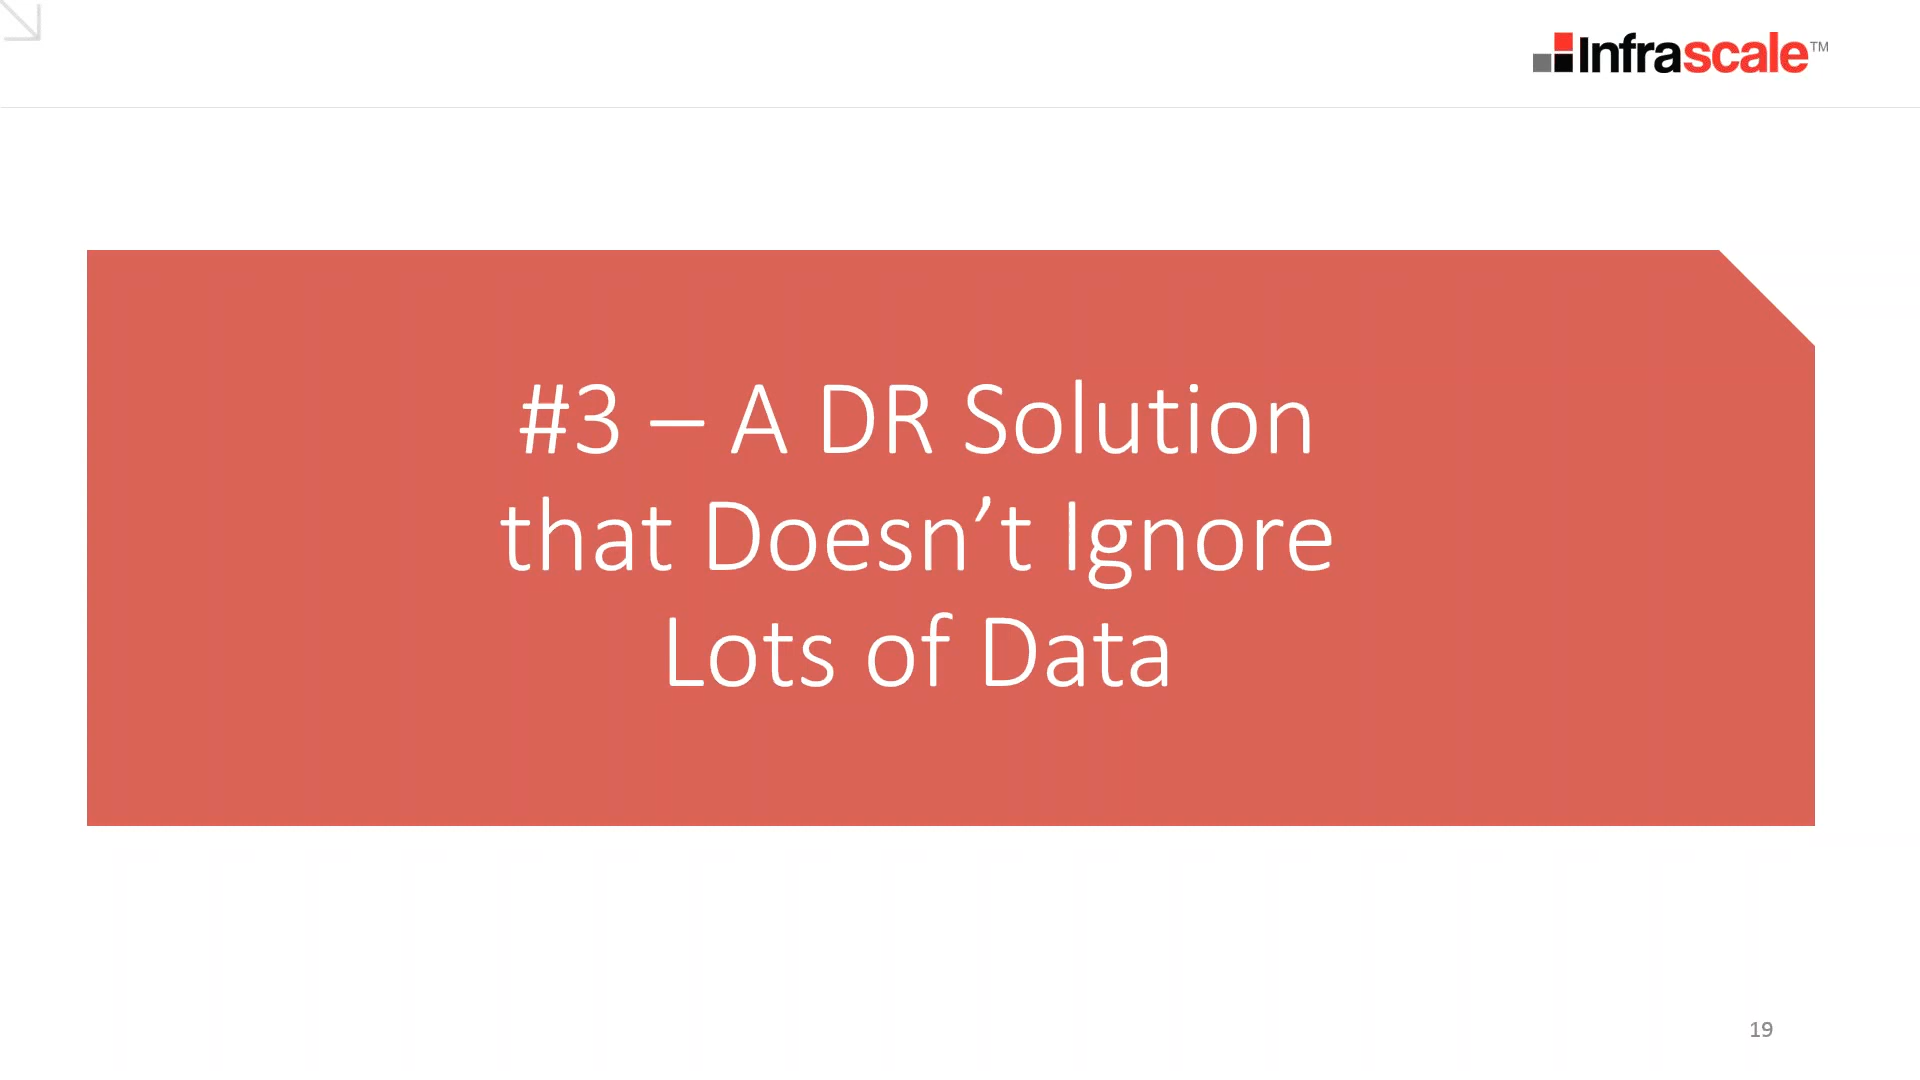 Infrascale™
#3 – A DR Solution
that Doesn’t Ignore
Lots of Data
19